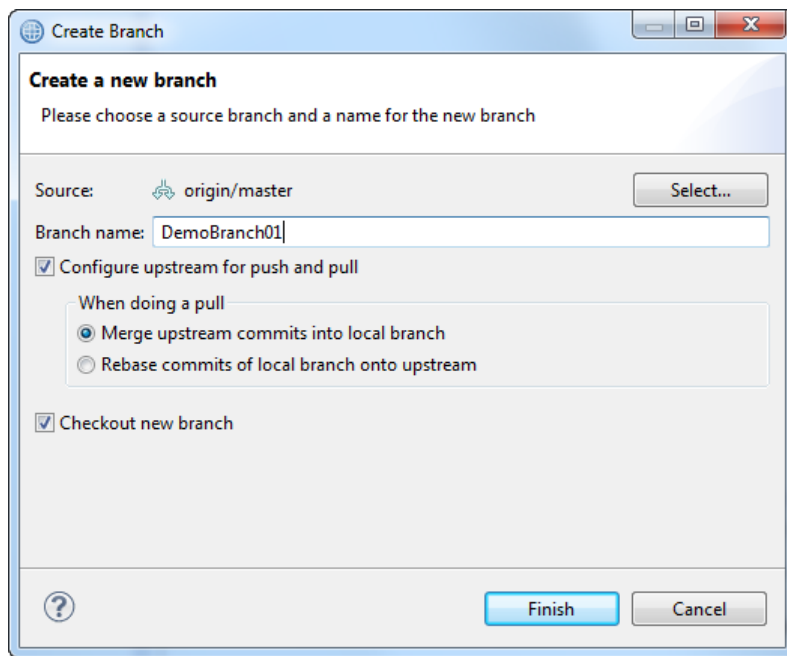 Create Branch
Create a new branch
Please choose a source branch and a name for the new branch
Source: origin/master Select...
Branch name: DemoBranch01
Configure upstream for push and pull
When doing a pull
Merge upstream commits into local branch
Rebase commits of local branch onto upstream
Checkout new branch
? Finish Cancel